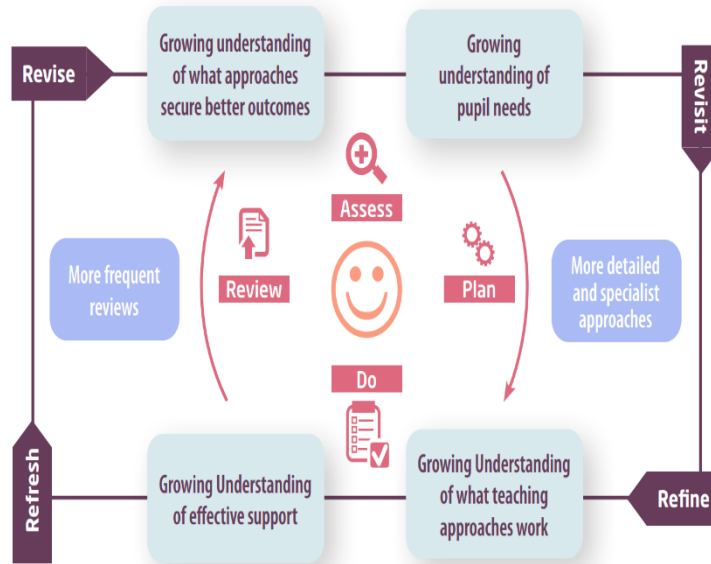 Revise
Growing understanding
of what approaches
secure better outcomes
Growing
understanding of
pupil needs
Revisit
Assess
More frequent
reviews
Review
Plan
More detailed
and specialist
approaches
Do
Refresh
Growing Understanding
of effective support
Growing Understanding
of what teaching
approaches work
Refine